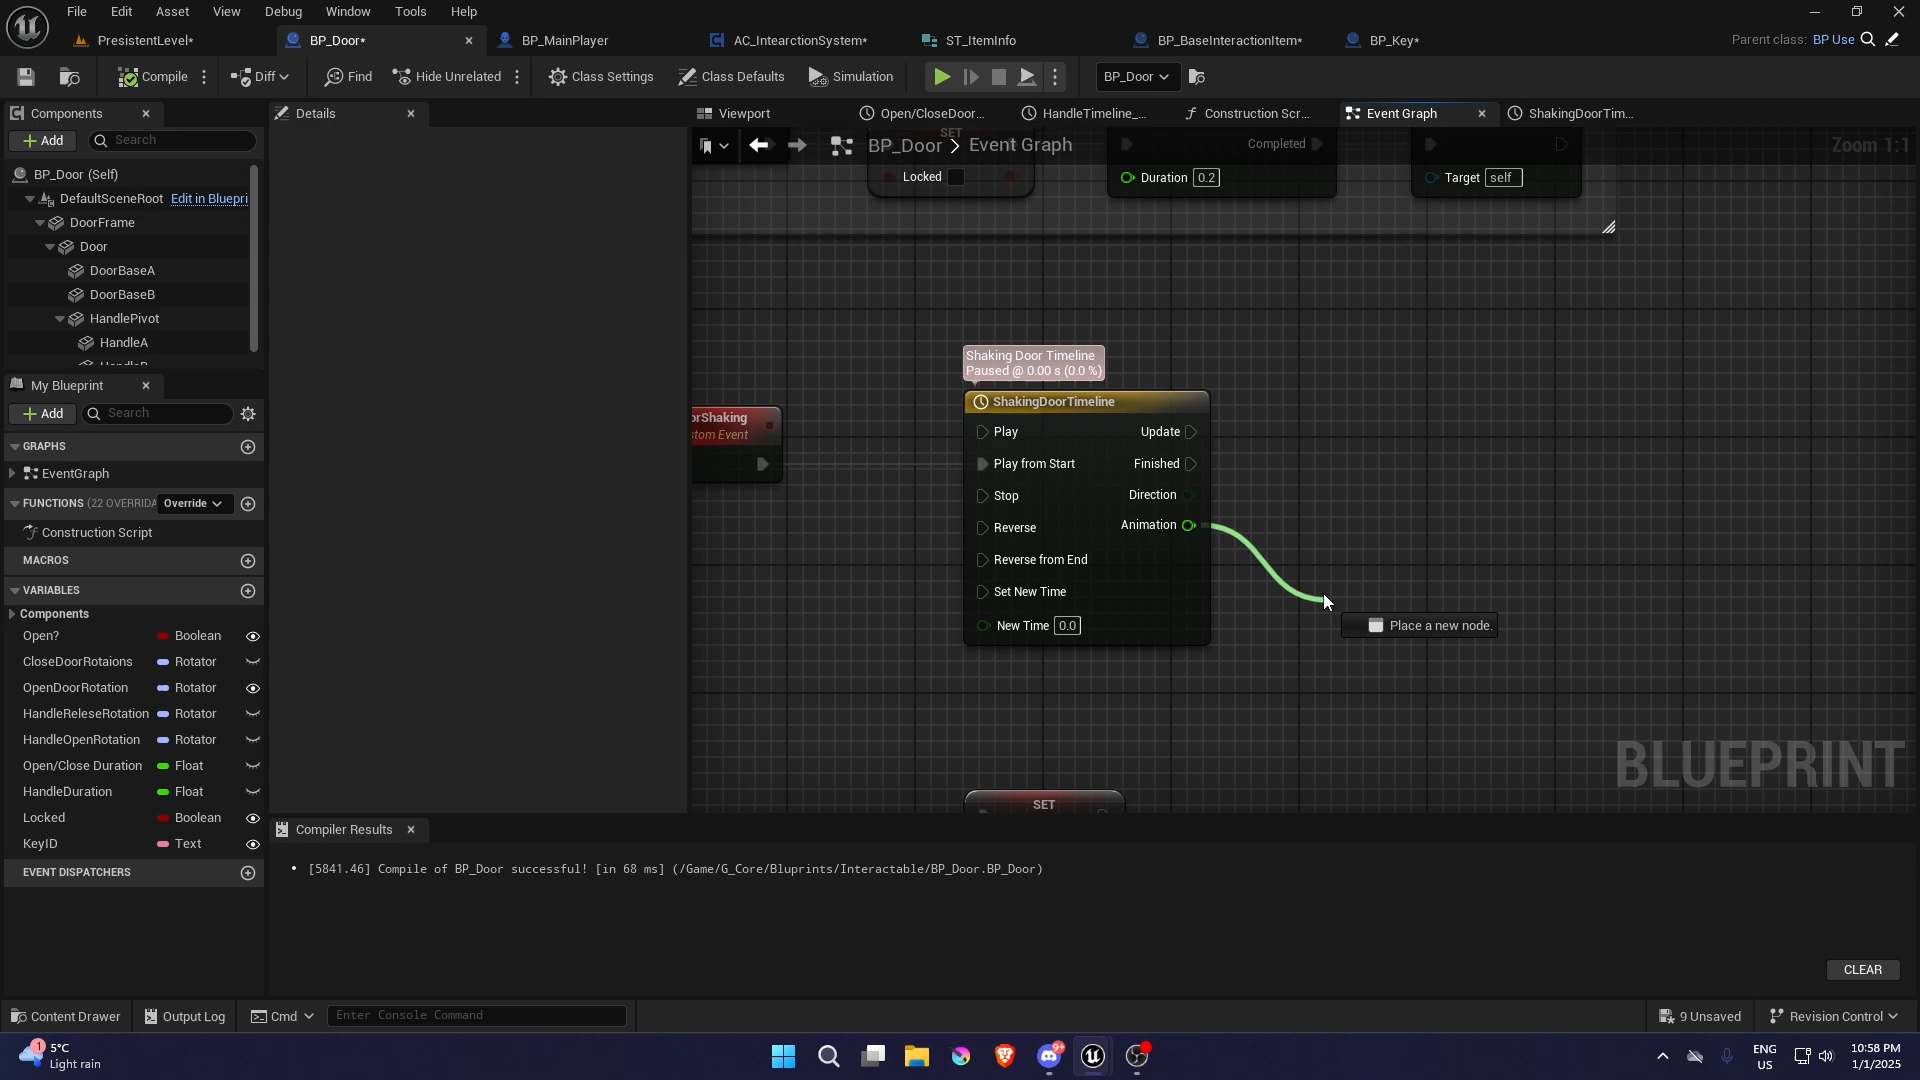 File Edit Asset View Debug Window Tools Help
PresistentLevel* BP_Door* BP_MainPlayer AC_IntearctionSystem* ST_ItemInfo BP_BaseInteractionItem* BP_Key* Parent class: BP Use
Compile Diff Find Hide Unrelated Class Settings Class Defaults Simulation BP_Door
Components Details Viewport Open/CloseDoor... HandleTimeline_... Construction Scr... Event Graph ShakingDoorTim...
Add Search
BP_Door > Event Graph Zoom 1:1
SET Completed
Locked Duration 0.2 Target self
BP_Door (Self)
DefaultSceneRoot Edit in Bluepri
DoorFrame
Door
DoorBaseA
DoorBaseB
HandlePivot
HandleA
Shaking Door Timeline
Paused @ 0.00 s (0.0 %)
ShakingDoorTimeline
Play Update
Play from Start Finished
Stop Direction
Reverse Animation
Reverse from End
Set New Time
New Time 0.0
orShaking
stom Event
Place a new node.
My Blueprint
Add Search
GRAPHS
EventGraph
FUNCTIONS (22 OVERRIDA Override
Construction Script
MACROS
VARIABLES
Components
Open? Boolean
CloseDoorRotaions Rotator
OpenDoorRotation Rotator
HandleReleseRotation Rotator
HandleOpenRotation Rotator
Open/Close Duration Float
HandleDuration Float
Locked Boolean
KeyID Text
EVENT DISPATCHERS
BLUEPRINT
SET
Compiler Results
• [5841.46] Compile of BP_Door successful! [in 68 ms] (/Game/G_Core/Bluprints/Interactable/BP_Door.BP_Door)
CLEAR
Content Drawer Output Log Cmd Enter Console Command 9 Unsaved Revision Control
1 5°C
Light rain
9+
ENG
US
10:58 PM
1/1/2025